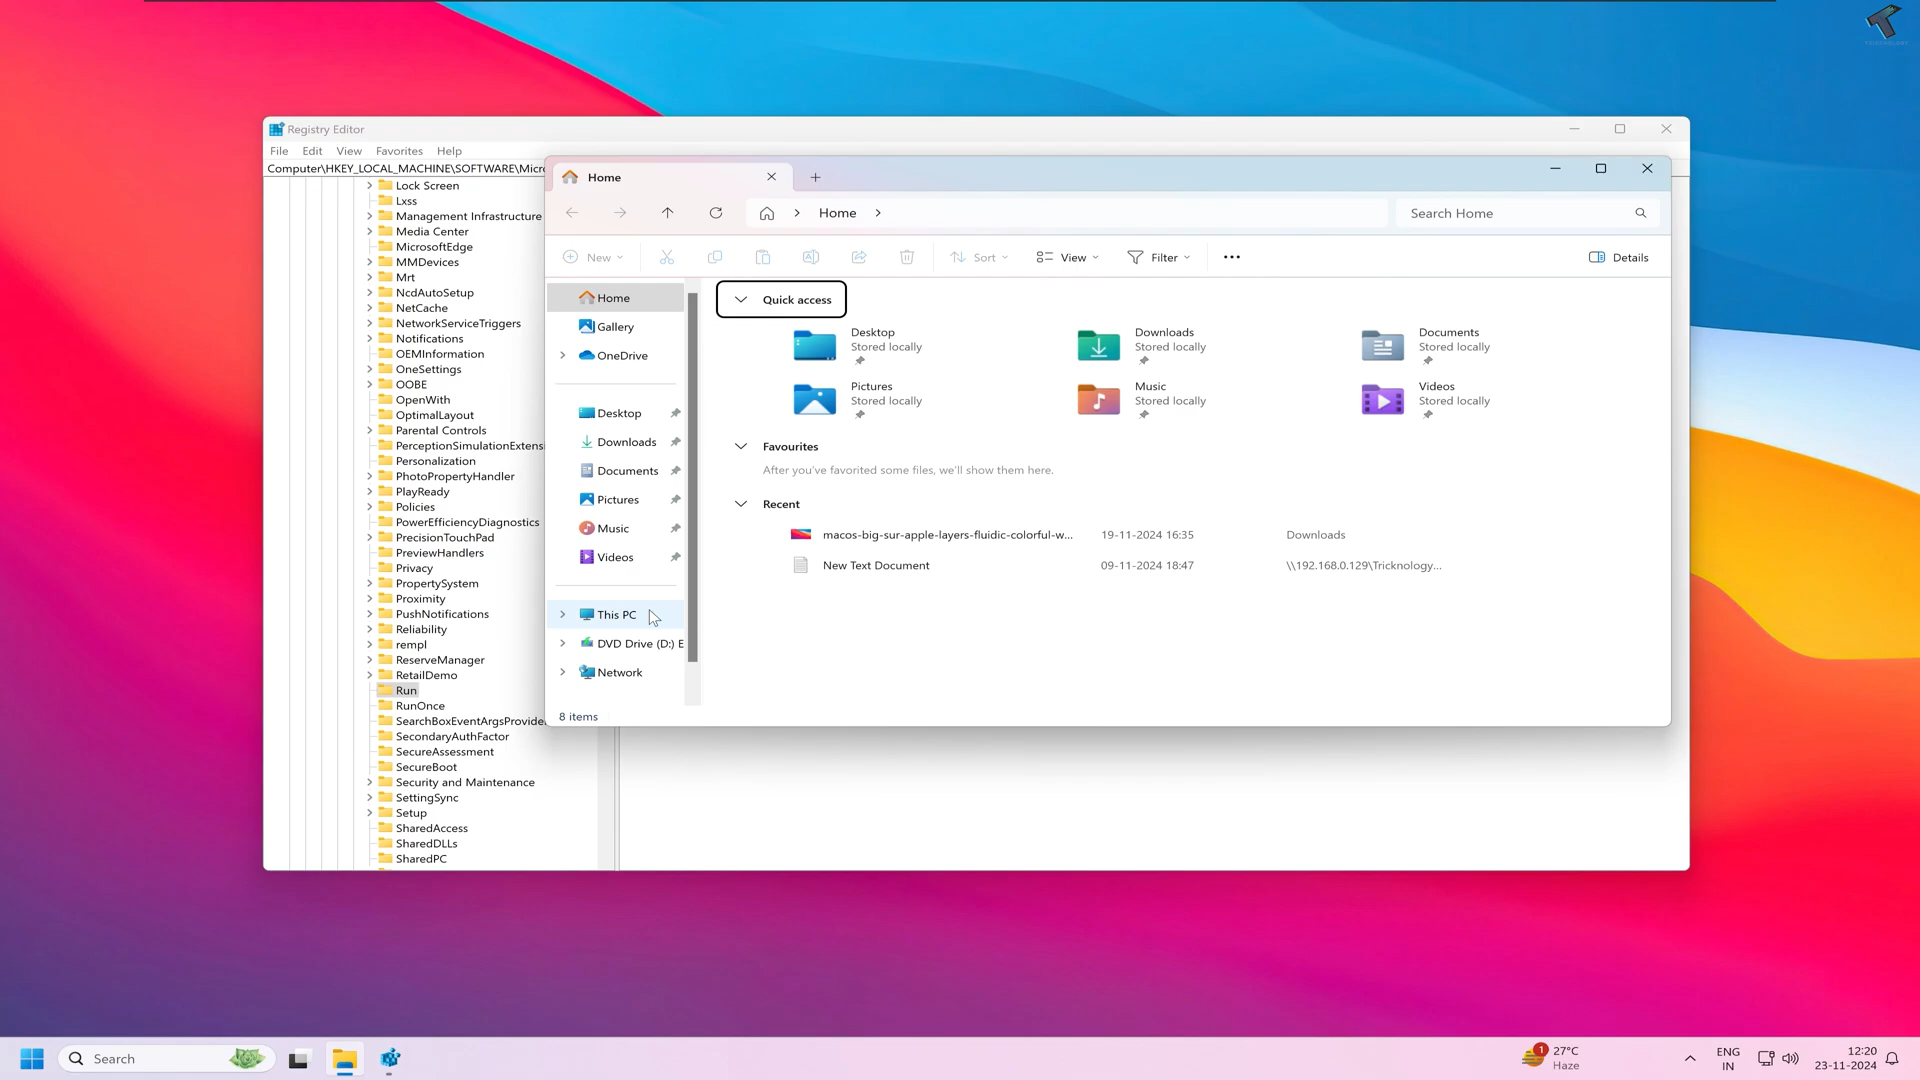 Registry Editor
File Edit View Favorites Help
Computer\HKEY_LOCAL_MACHINE\SOFTWARE\Micro
Lock Screen
Lxss
Management Infrastructure
Media Center
MicrosoftEdge
MMDevices
Mrt
NcdAutoSetup
NetCache
NetworkServiceTriggers
Notifications
OEMInformation
OneSettings
OOBE
OpenWith
OptimalLayout
Parental Controls
PerceptionSimulationExtensi
Personalization
PhotoPropertyHandler
PlayReady
Policies
PowerEfficiencyDiagnostics
PrecisionTouchPad
PreviewHandlers
Privacy
PropertySystem
Proximity
PushNotifications
Reliability
rempl
ReserveManager
RetailDemo
Run
RunOnce
SearchBoxEventArgsProvide
SecondaryAuthFactor
SecureAssessment
SecureBoot
Security and Maintenance
SettingSync
Setup
SharedAccess
SharedDLLs
SharedPC
Home
Home
Search Home
New
Sort
View
Filter
Details
Home
Gallery
OneDrive
Desktop
Downloads
Documents
Pictures
Music
Videos
This PC
DVD Drive (D:) E
Network
8 items
Quick access
Desktop
Stored locally
Downloads
Stored locally
Documents
Stored locally
Pictures
Stored locally
Music
Stored locally
Videos
Stored locally
Favourites
After you've favorited some files, we'll show them here.
Recent
macos-big-sur-apple-layers-fluidic-colorful-w... 19-11-2024 16:35 Downloads
New Text Document 09-11-2024 18:47 \\192.168.0.129\Tricknology...
Search
1
27°C
Haze
ENG
IN
12:20
23-11-2024